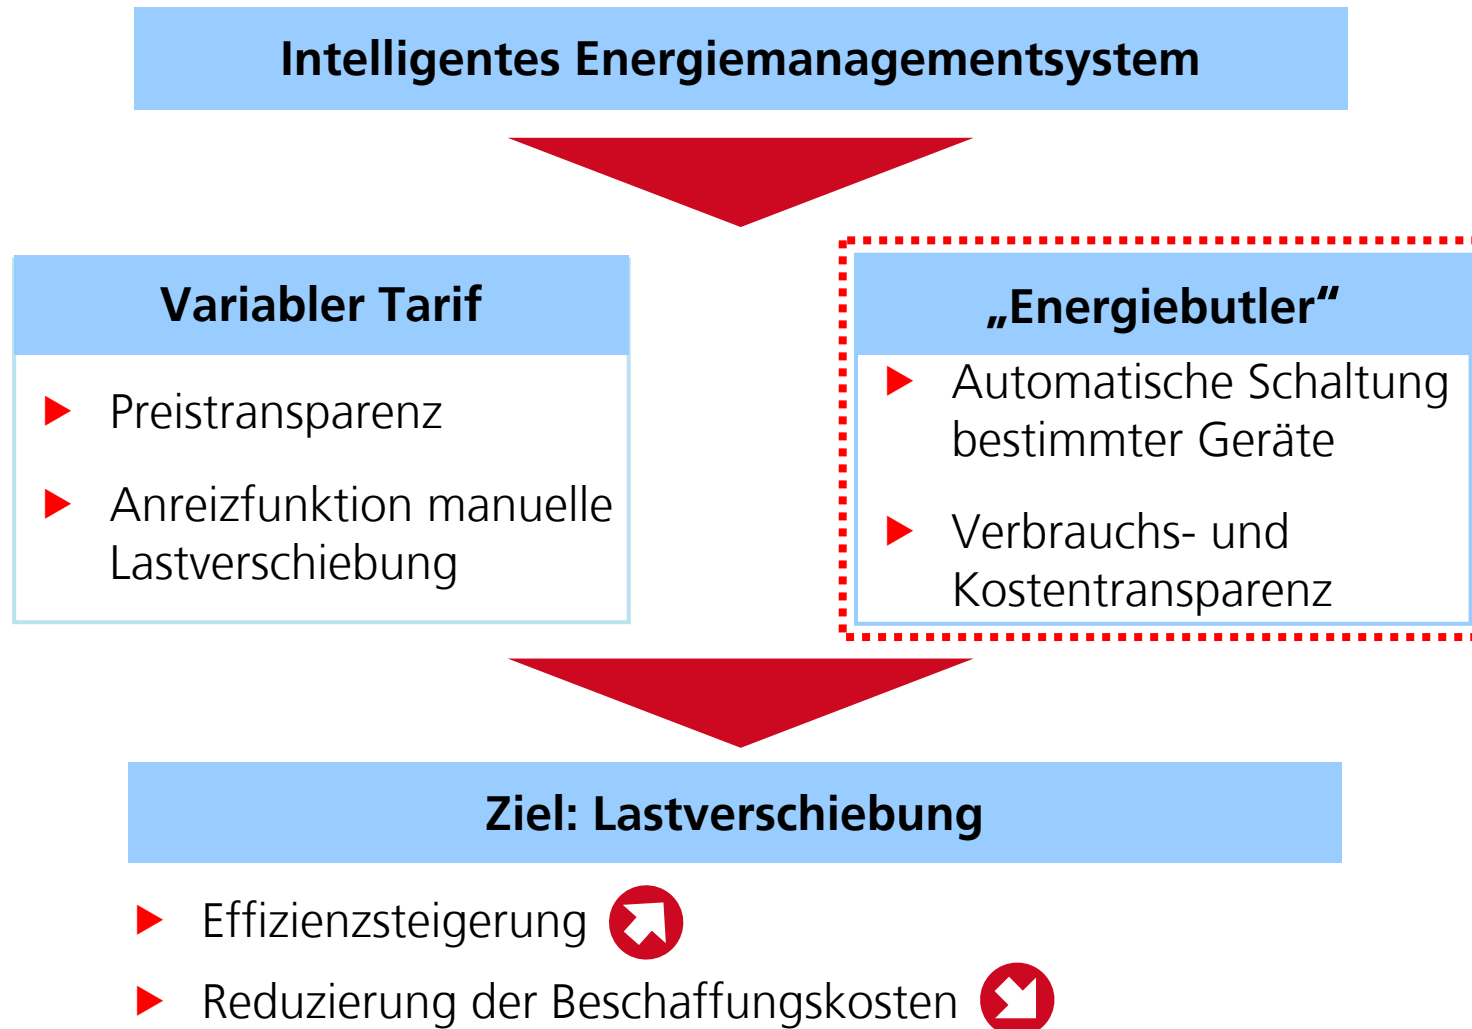 Intelligentes Energiemanagementsystem
Variabler Tarif
Preistransparenz
Anreizfunktion manuelle
Lastverschiebung
„Energiebutler“
Automatische Schaltung
bestimmter Geräte
Verbrauchs- und
Kostentransparenz
Ziel: Lastverschiebung
Effizienzsteigerung
Reduzierung der Beschaffungskosten